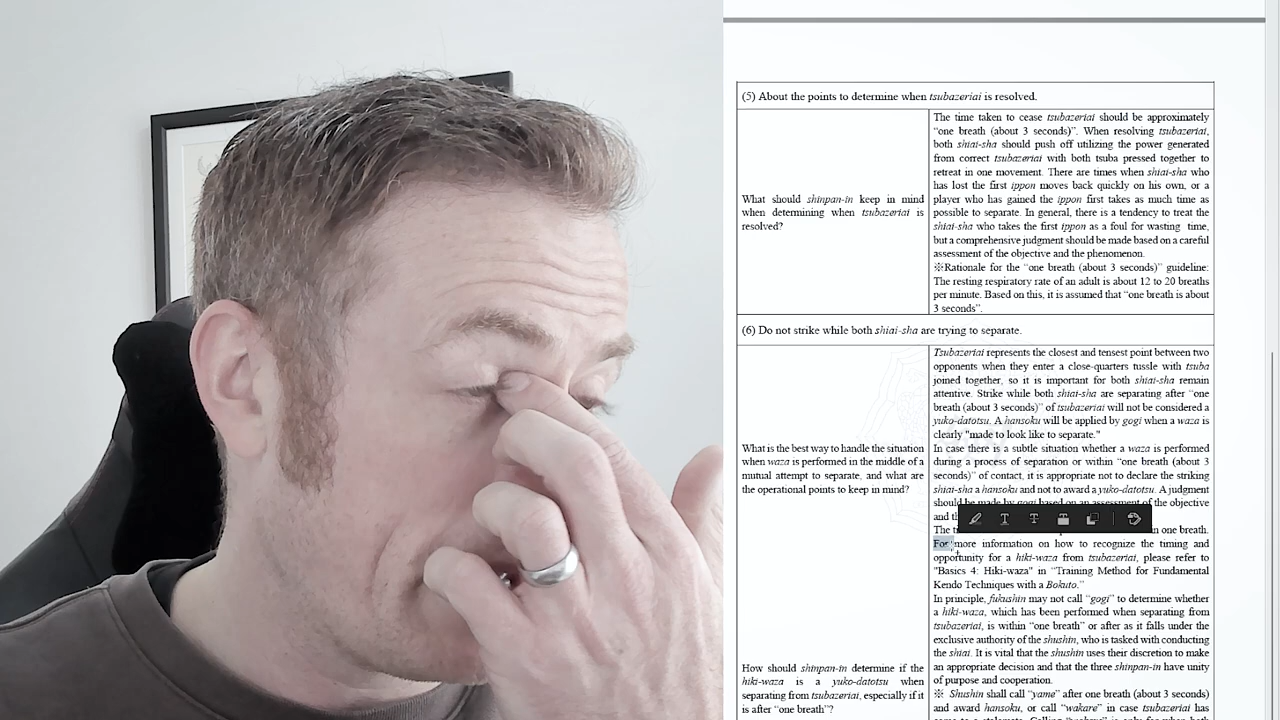 (5) About the points to determine when tsubazeriai is resolved.
What should shinpan-in keep in mind
when determining when tsubazeriai is
resolved?
The time taken to cease tsubazeriai should be approximately
“one breath (about 3 seconds)”. When resolving tsubazeriai,
both shiai-sha should push off utilizing the power generated
from correct tsubazeriai with both tsuba pressed together to
retreat in one movement. There are times when shiai-sha who
has lost the first ippon moves back quickly on his own, or a
player who has gained the ippon first takes as much time as
possible to separate. In general, there is a tendency to treat the
shiai-sha who takes the first ippon as a foul for wasting time,
but a comprehensive judgment should be made based on a careful
assessment of the objective and the phenomenon.
※Rationale for the “one breath (about 3 seconds)” guideline:
The resting respiratory rate of an adult is about 12 to 20 breaths
per minute. Based on this, it is assumed that “one breath is about
3 seconds”.
(6) Do not strike while both shiai-sha are trying to separate.
What is the best way to handle the situation
when waza is performed in the middle of a
mutual attempt to separate, and what are
the operational points to keep in mind?
Tsubazeriai represents the closest and tensest point between two
opponents when they enter a close-quarters tussle with tsuba
joined together, so it is important for both shiai-sha remain
attentive. Strike while both shiai-sha are separating after “one
breath (about 3 seconds)” of tsubazeriai will not be considered a
yuko-datotsu. A hansoku will be applied by gogi when a waza is
clearly "made to look like to separate."
In case there is a subtle situation whether a waza is performed
during a process of separation or within “one breath (about 3
seconds)” of contact, it is appropriate not to declare the striking
shiai-sha a hansoku and not to award a yuko-datotsu. A judgment
should be made by gogi based on an assessment of the objective
and
The in one breath.
For more information on how to recognize the timing and
opportunity for a hiki-waza from tsubazeriai, please refer to
"Basics 4: Hiki-waza" in “Training Method for Fundamental
Kendo Techniques with a Bokuto.”
How should shinpan-in determine if the
hiki-waza is a yuko-datotsu when
separating from tsubazeriai, especially if it
is after “one breath”?
In principle, fukushin may not call “gogi” to determine whether
a hiki-waza, which has been performed when separating from
tsubazeriai, is within “one breath” or after as it falls under the
exclusive authority of the shushin, who is tasked with conducting
the shiai. It is vital that the shushin uses their discretion to make
an appropriate decision and that the three shinpan-in have unity
of purpose and cooperation.
※ Shushin shall call “yame” after one breath (about 3 seconds)
and award hansoku, or call “wakare” in case tsubazeriai has